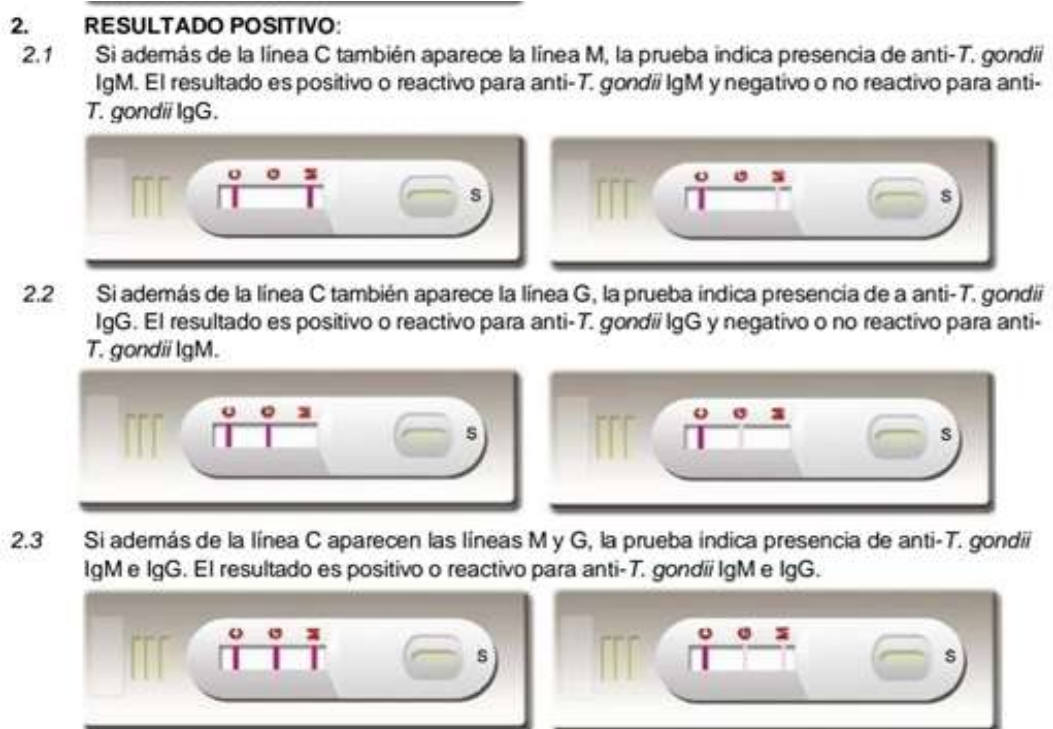 2. RESULTADO POSITIVO:
2.1 Si además de la línea C también aparece la línea M, la prueba indica presencia de anti-T. gondii
IgM. El resultado es positivo o reactivo para anti-T. gondii IgM y negativo o no reactivo para anti-
T. gondii IgG.
C G M S
C G M S
2.2 Si además de la línea C también aparece la línea G, la prueba indica presencia de a anti-T. gondii
IgG. El resultado es positivo o reactivo para anti-T. gondii IgG y negativo o no reactivo para anti-
T. gondii IgM.
C G M S
C G M S
2.3 Si además de la línea C aparecen las líneas M y G, la prueba indica presencia de anti-T. gondii
IgM e IgG. El resultado es positivo o reactivo para anti-T. gondii IgM e IgG.
C G M S
C G M S